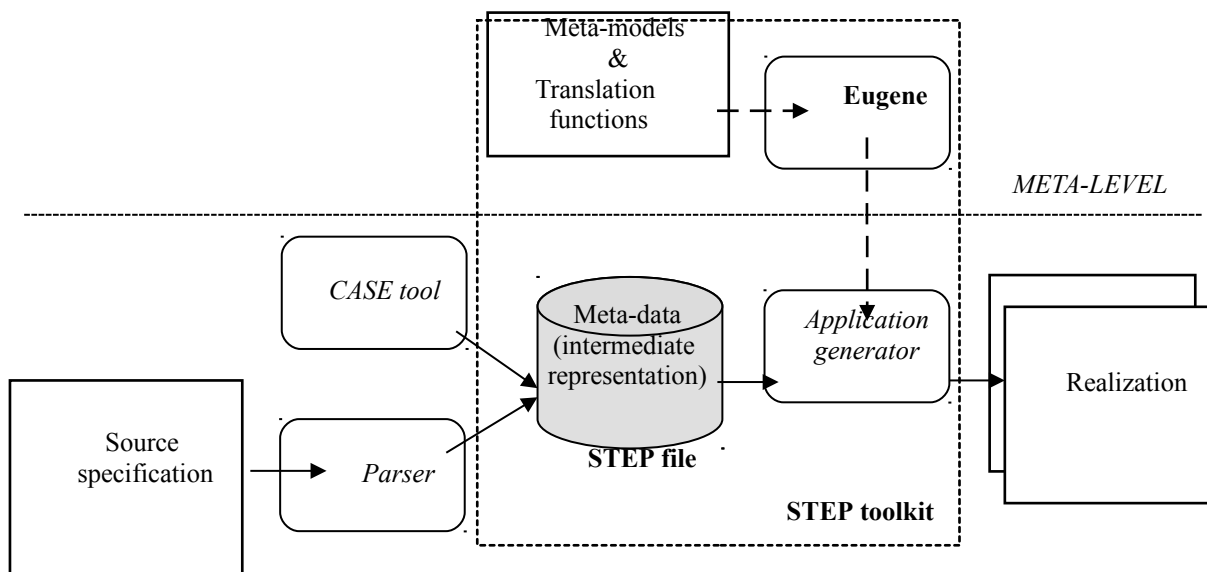 Meta-models
&
Translation
functions
Eugene
META-LEVEL
CASE tool
Meta-data
(intermediate
representation)
STEP file
Application
generator
Realization
Source
specification
Parser
STEP toolkit